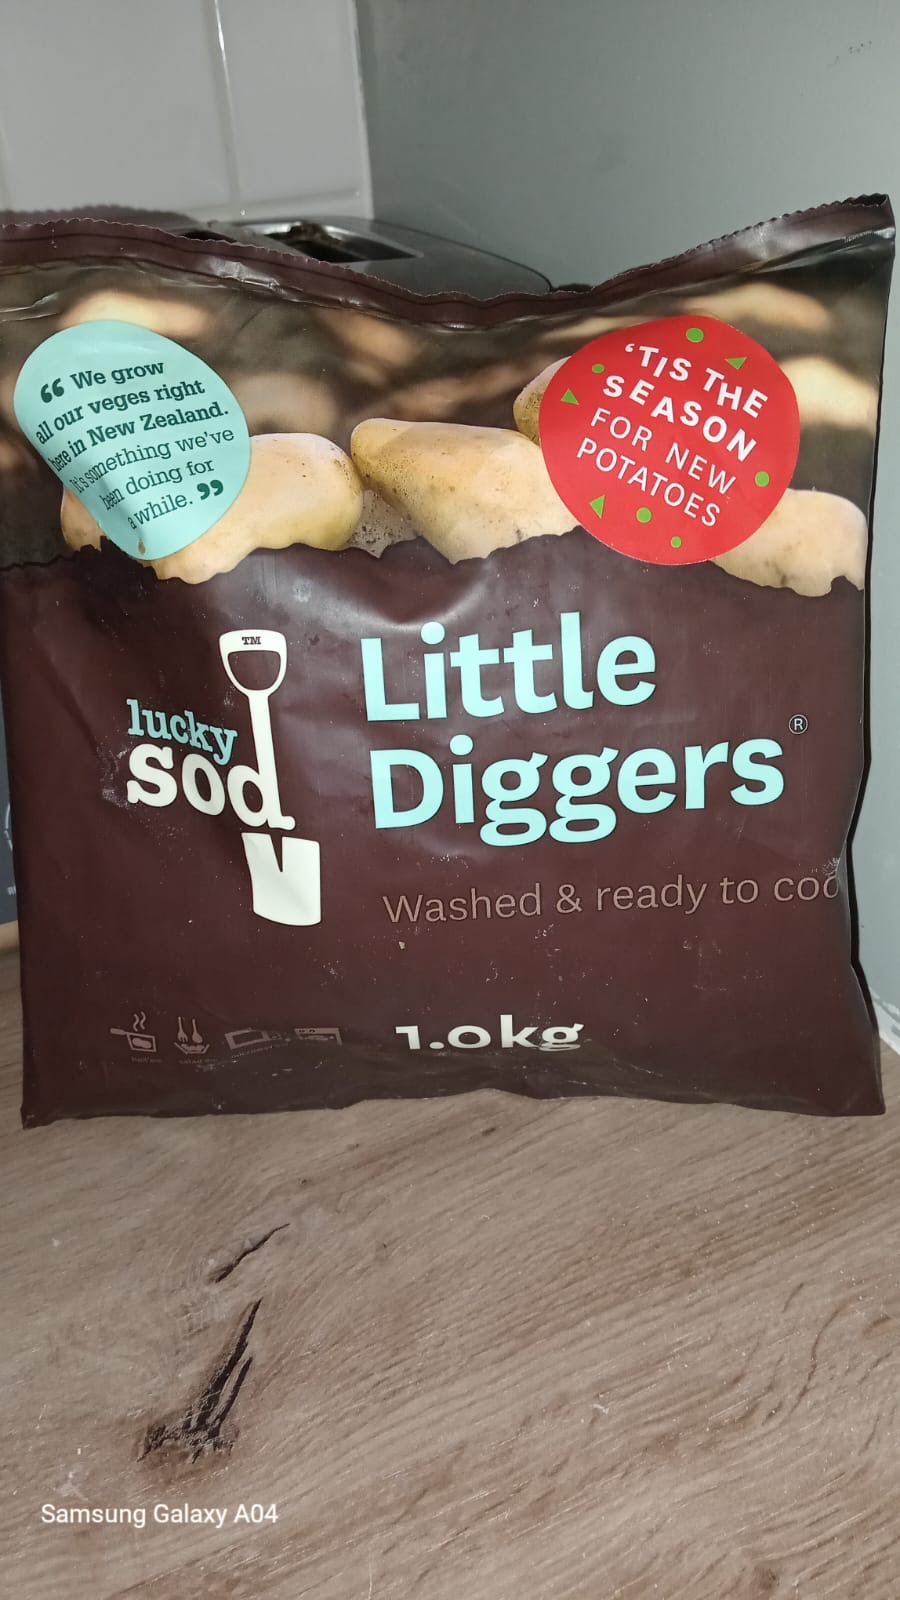 “ We grow
all our veges right
here in New Zealand.
It's something we've
been doing for
a while. ”
‘TIS THE
SEASON
FOR NEW
POTATOES
TM
lucky
sod
Little
Diggers®
Washed & ready to coo
1.0kg
Samsung Galaxy A04